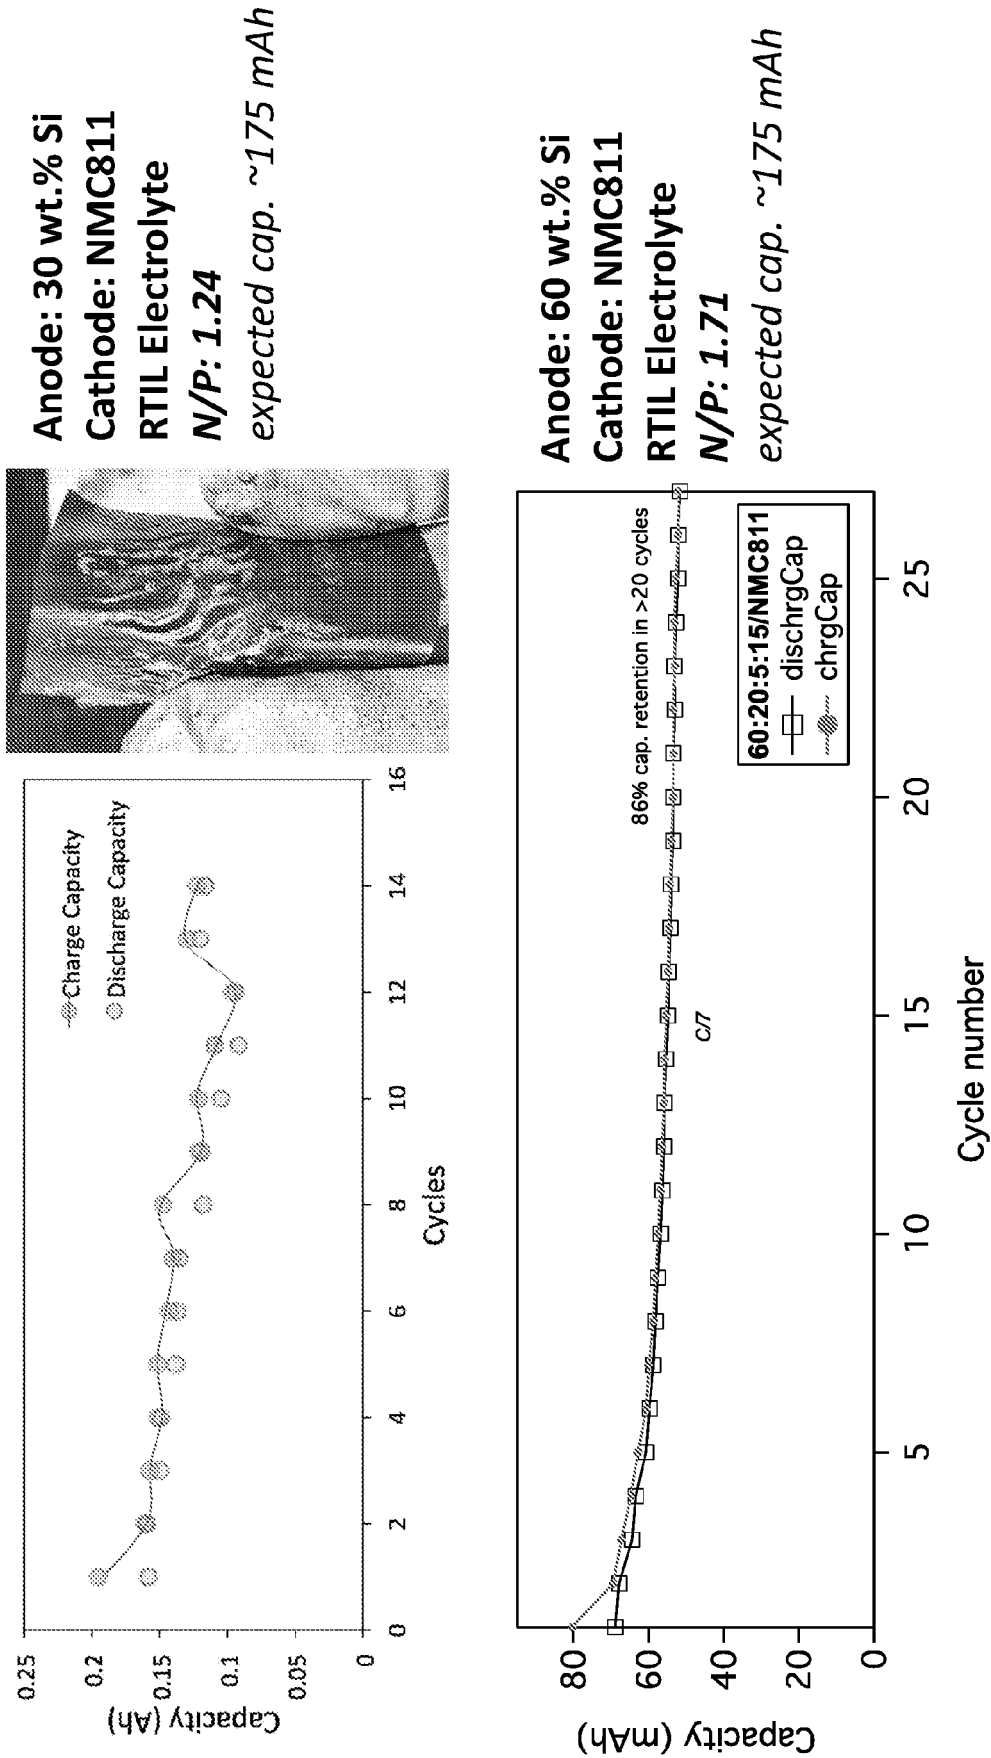 0.25
0.2
0.15
0.1
0.05
0
Capacity (Ah)
0
2
4
6
8
10
12
14
16
Cycles
Charge Capacity
Discharge Capacity
Anode: 30 wt.% Si
Cathode: NMC811
RTIL Electrolyte
N/P: 1.24
expected cap. ~175 mAh
80
60
40
20
0
Capacity (mAh)
5
10
15
20
25
Cycle number
C/7
86% cap. retention in >20 cycles
60:20:5:15/NMC811
dischrgCap
chrgCap
Anode: 60 wt.% Si
Cathode: NMC811
RTIL Electrolyte
N/P: 1.71
expected cap. ~175 mAh